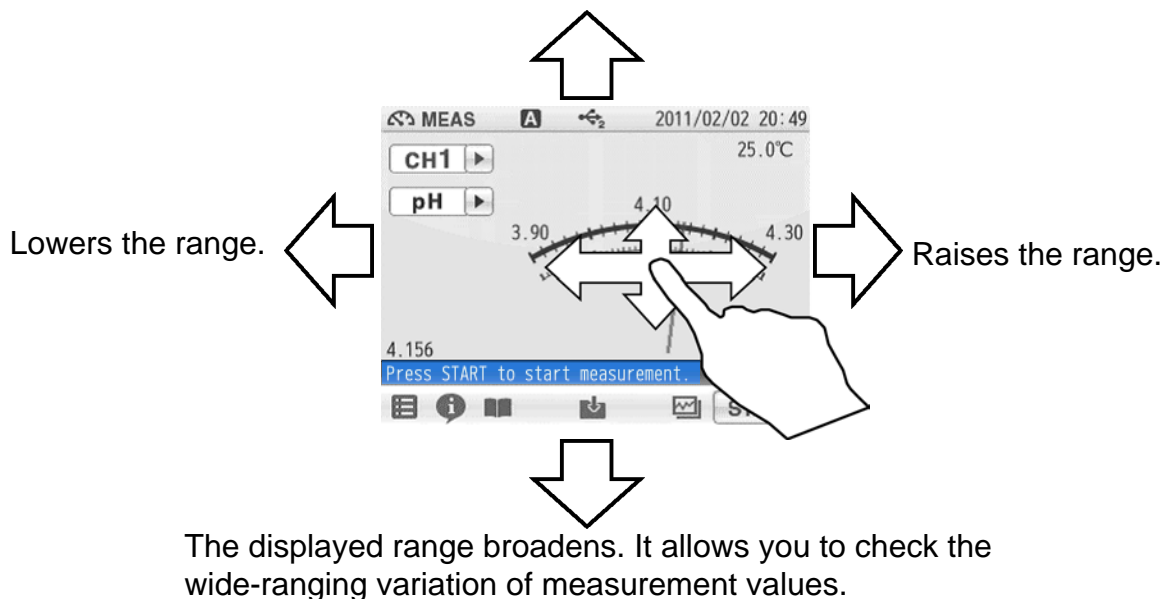 MEAS A 2 2011/02/02 20:49
CH1 25.0℃
pH
4.10
3.90 4.30
Lowers the range.
Raises the range.
4.156
Press START to start measurement.
The displayed range broadens. It allows you to check the
wide-ranging variation of measurement values.